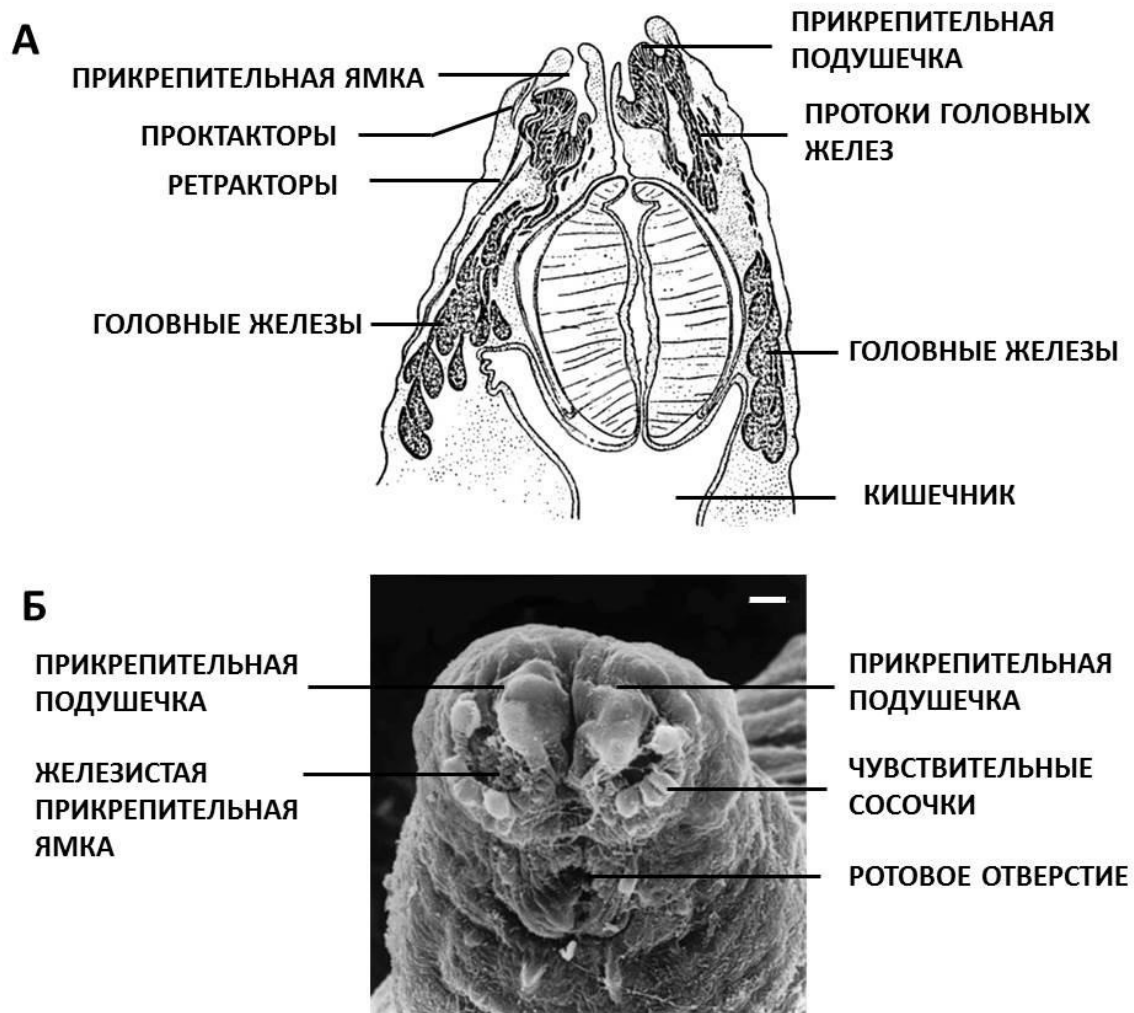 А
ПРИКРЕПИТЕЛЬНАЯ ЯМКА
ПРОКТАКТОРЫ
РЕТРАКТОРЫ
ГОЛОВНЫЕ ЖЕЛЕЗЫ
ПРИКРЕПИТЕЛЬНАЯ
ПОДУШЕЧКА
ПРОТОКИ ГОЛОВНЫХ
ЖЕЛЕЗ
ГОЛОВНЫЕ ЖЕЛЕЗЫ
КИШЕЧНИК
Б
ПРИКРЕПИТЕЛЬНАЯ
ПОДУШЕЧКА
ЖЕЛЕЗИСТАЯ
ПРИКРЕПИТЕЛЬНАЯ
ЯМКА
ПРИКРЕПИТЕЛЬНАЯ
ПОДУШЕЧКА
ЧУВСТВИТЕЛЬНЫЕ
СОСОЧКИ
РОТОВОЕ ОТВЕРСТИЕ